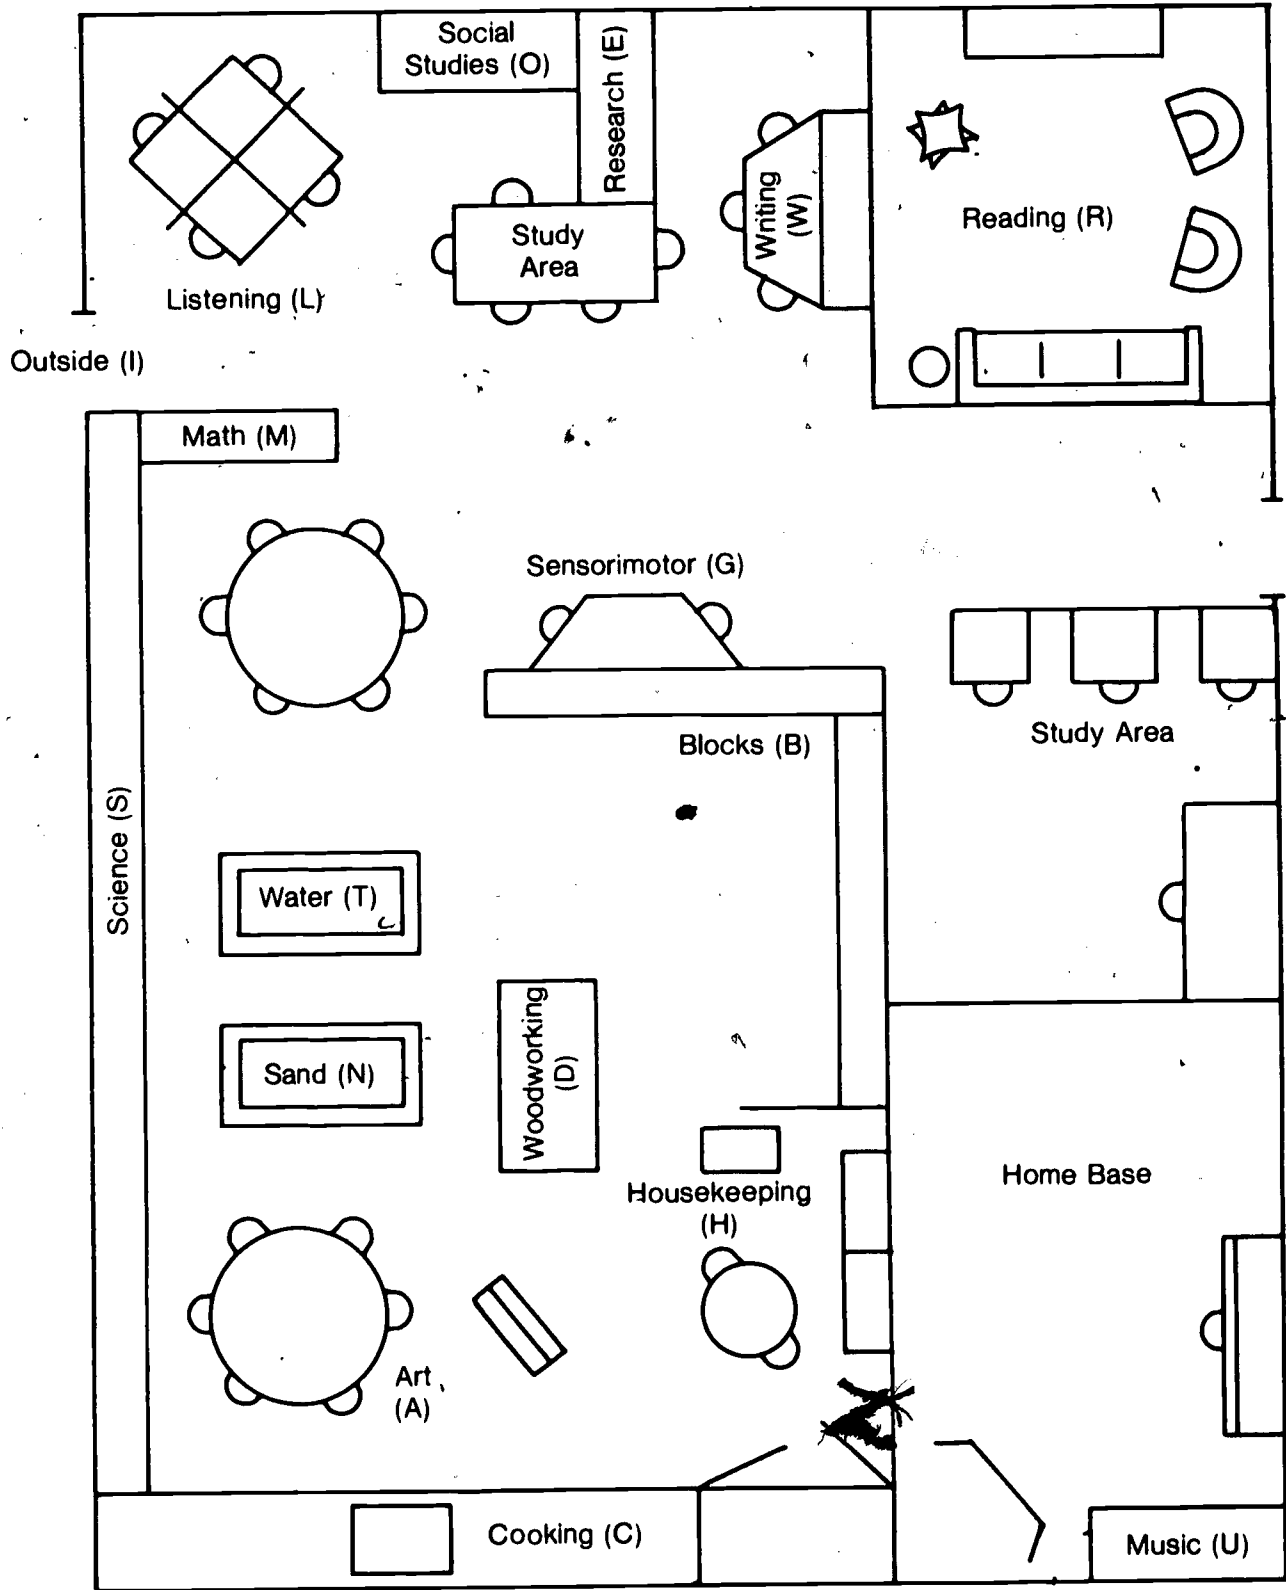 Social
Studies (O)
Research (E)
Study
Area
Writing
(W)
Reading (R)
Listening (L)
Outside (I)
Math (M)
Sensorimotor (G)
Blocks (B)
Study Area
Science (S)
Water (T)
Sand (N)
Woodworking
(D)
Housekeeping
(H)
Home Base
Art
(A)
Cooking (C)
Music (U)